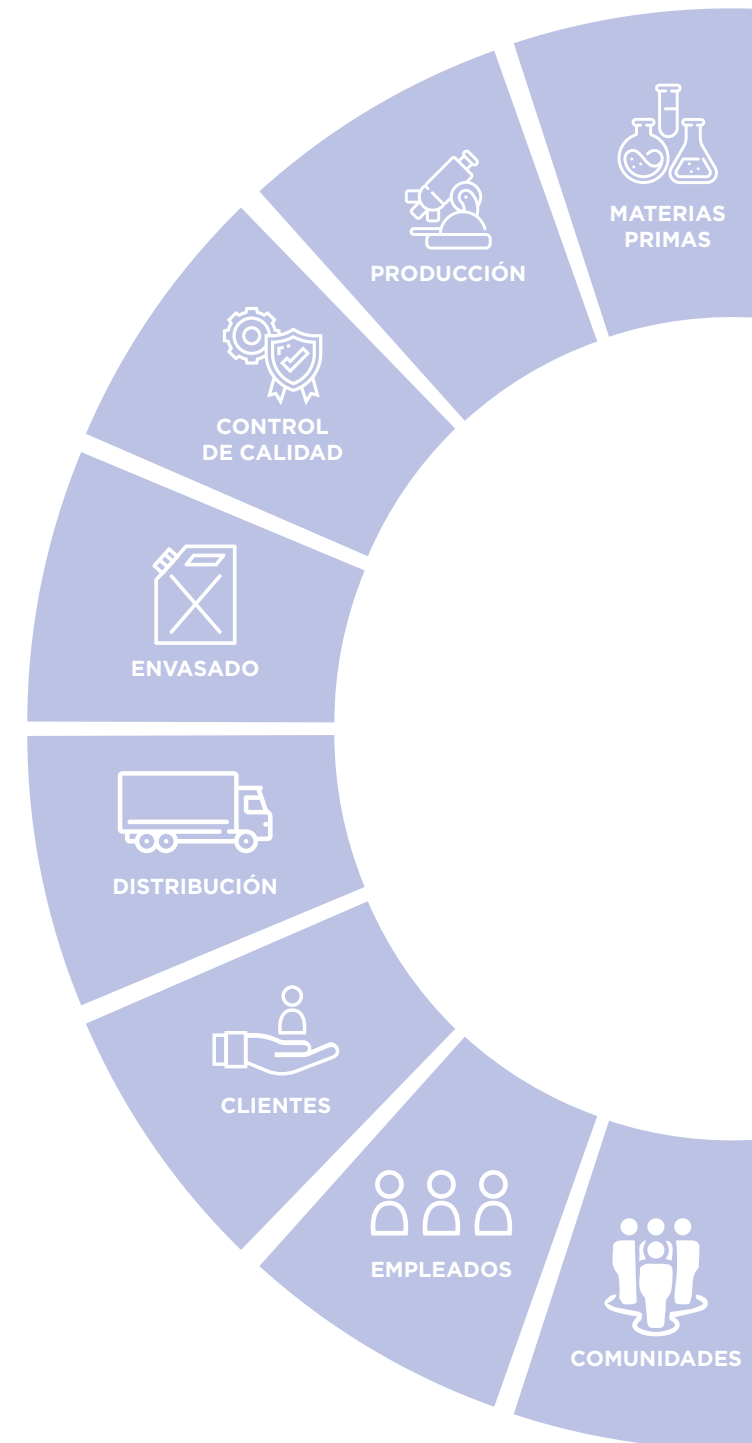 MATERIAS
PRIMAS
PRODUCCIÓN
CONTROL
DE CALIDAD
ENVASADO
DISTRIBUCIÓN
CLIENTES
EMPLEADOS
COMUNIDADES